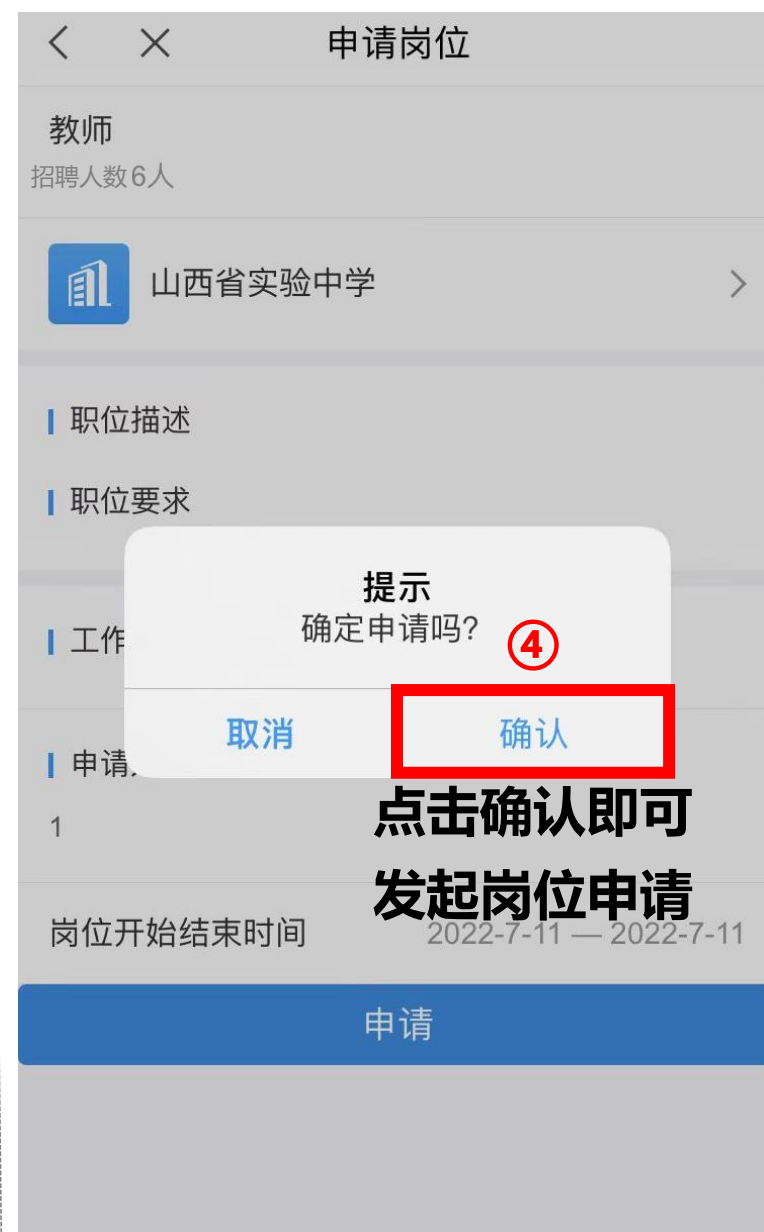 申请岗位
教师
招聘人数6人
山西省实验中学
职位描述
职位要求
提示
确定申请吗?
④
工作
取消
确认
申请
点击确认即可
1
发起岗位申请
岗位开始结束时间
2022-7-11 — 2022-7-11
申请